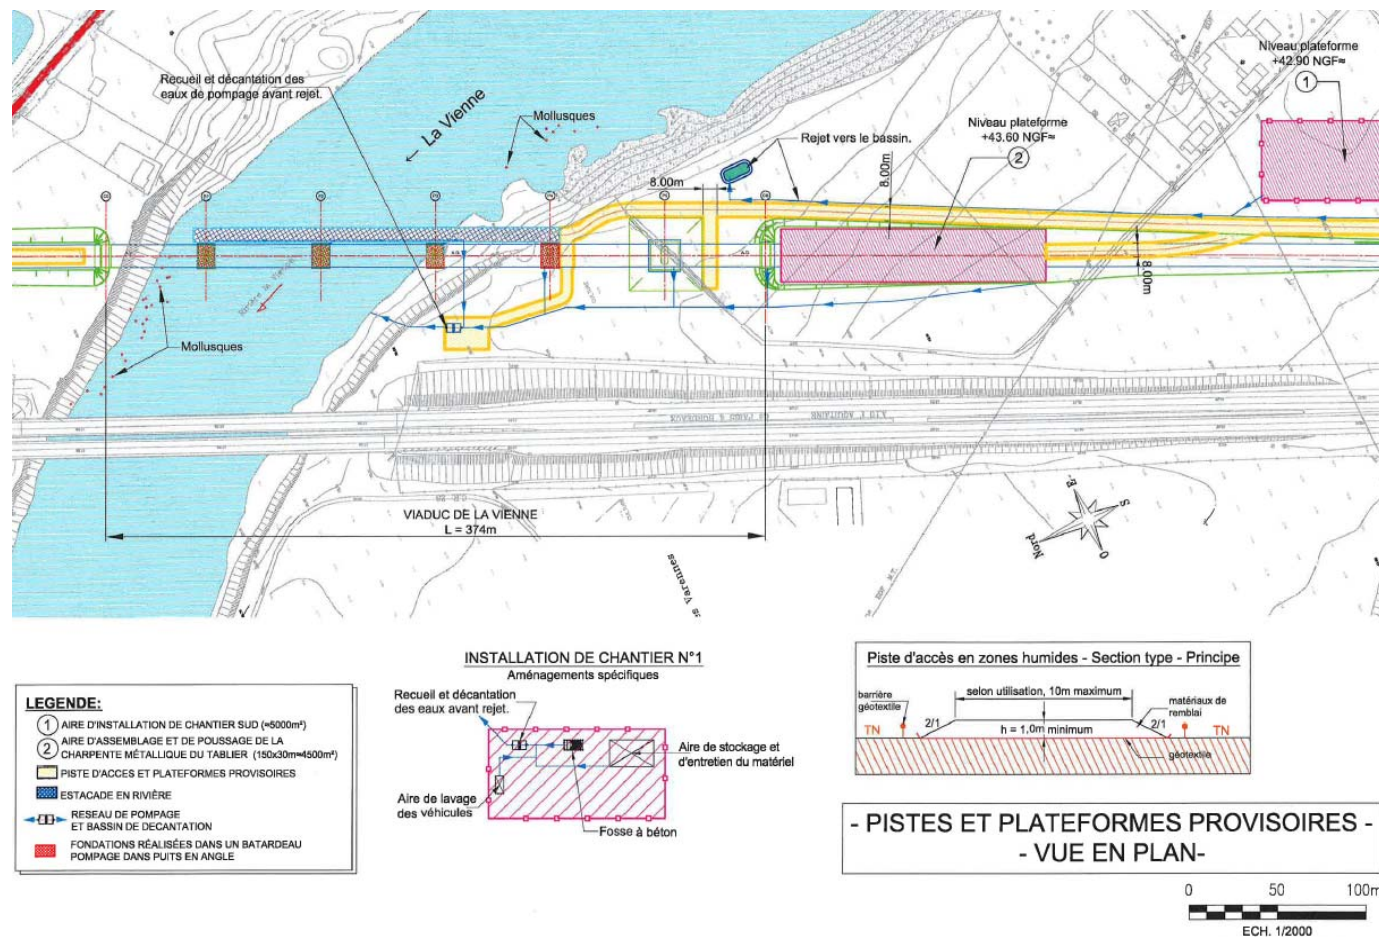 Niveau plateforme
+42.90 NGF≈
1
Recueil et décantation des
eaux de pompage avant rejet.
← La Vienne
Mollusques
Niveau plateforme
+43.60 NGF≈
2
Rejet vers le bassin.
8.00m
8.00m
8.00m
Mollusques
A 10 L'AQUITAINE
DE PARIS A BORDEAUX
VIADUC DE LA VIENNE
L = 374m
E
S
Nord
O
Varennes
INSTALLATION DE CHANTIER N°1
Aménagements spécifiques
Recueil et décantation
des eaux avant rejet.
Aire de stockage et
d'entretien du matériel
Aire de lavage
des véhicules
Fosse à béton
Piste d'accès en zones humides - Section type - Principe
barrière
géotextile
selon utilisation, 10m maximum
matériaux de
remblai
TN
2/1
h = 1,0m minimum
2/1
TN
géotextile
LEGENDE:
1 AIRE D'INSTALLATION DE CHANTIER SUD (≈5000m²)
2 AIRE D'ASSEMBLAGE ET DE POUSSAGE DE LA
CHARPENTE MÉTALLIQUE DU TABLIER (150x30m≈4500m²)
PISTE D'ACCES ET PLATEFORMES PROVISOIRES
ESTACADE EN RIVIÈRE
RESEAU DE POMPAGE
ET BASSIN DE DECANTATION
FONDATIONS RÉALISÉES DANS UN BATARDEAU
POMPAGE DANS PUITS EN ANGLE
- PISTES ET PLATEFORMES PROVISOIRES -
- VUE EN PLAN-
0 50 100m
ECH. 1/2000